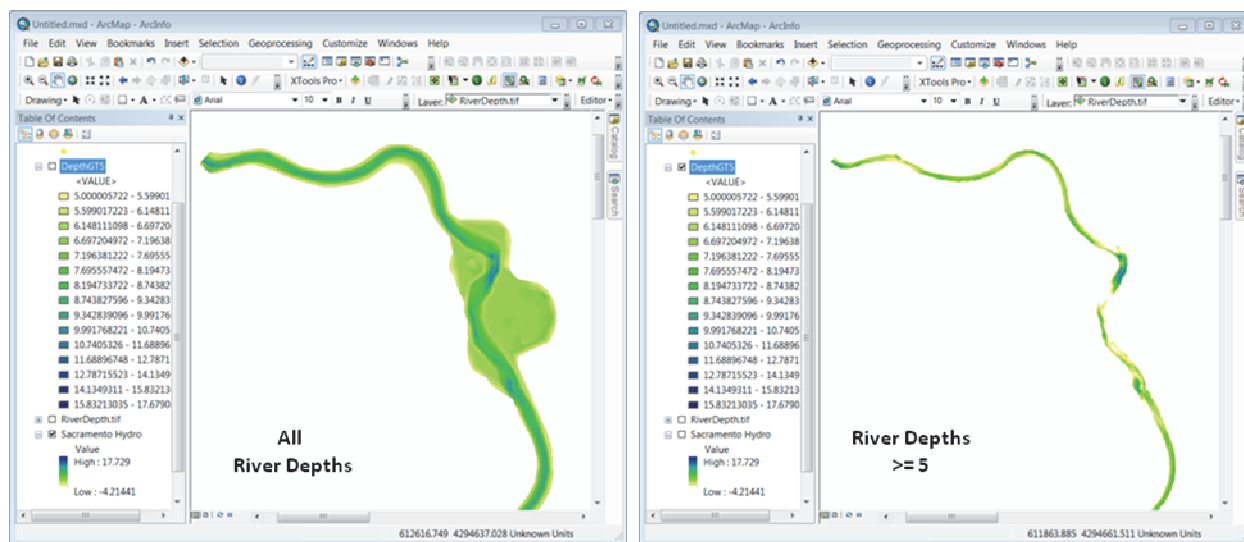 Untitled.mxd - ArcMap - ArcInfo
File Edit View Bookmarks Insert Selection Geoprocessing Customize Windows Help
XTools Pro
Drawing Arial 10 B I U Layer: RiverDepth.tif Editor
Table Of Contents
DepthGT5
<VALUE>
5.000005722 - 5.59901
5.599017223 - 6.14811
6.148111098 - 6.69720
6.697204972 - 7.19638
7.196381222 - 7.69555
7.695557472 - 8.19473
8.194733722 - 8.74382
8.743827596 - 9.34283
9.342839096 - 9.99176
9.991768221 - 10.7405
10.7405326 - 11.68896
11.68896748 - 12.7871
12.78715523 - 14.1349
14.1349311 - 15.83213
15.83213035 - 17.6790
RiverDepth.tif
Sacramento Hydro
Value
High : 17.729
Low : -4.21441
All
River Depths
Catalog
Search
612616.749 4294637.028 Unknown Units
Untitled.mxd - ArcMap - ArcInfo
File Edit View Bookmarks Insert Selection Geoprocessing Customize Windows Help
XTools Pro
Drawing Arial 10 B I U Layer: RiverDepth.tif Editor
Table Of Contents
DepthGT5
<VALUE>
5.000005722 - 5.59901
5.599017223 - 6.14811
6.148111098 - 6.69720
6.697204972 - 7.19638
7.196381222 - 7.69555
7.695557472 - 8.19473
8.194733722 - 8.74382
8.743827596 - 9.34283
9.342839096 - 9.99176
9.991768221 - 10.7405
10.7405326 - 11.68896
11.68896748 - 12.7871
12.78715523 - 14.1349
14.1349311 - 15.83213
15.83213035 - 17.6790
RiverDepth.tif
Sacramento Hydro
Value
High : 17.729
Low : -4.21441
River Depths
>= 5
611863.885 4294661.511 Unknown Units